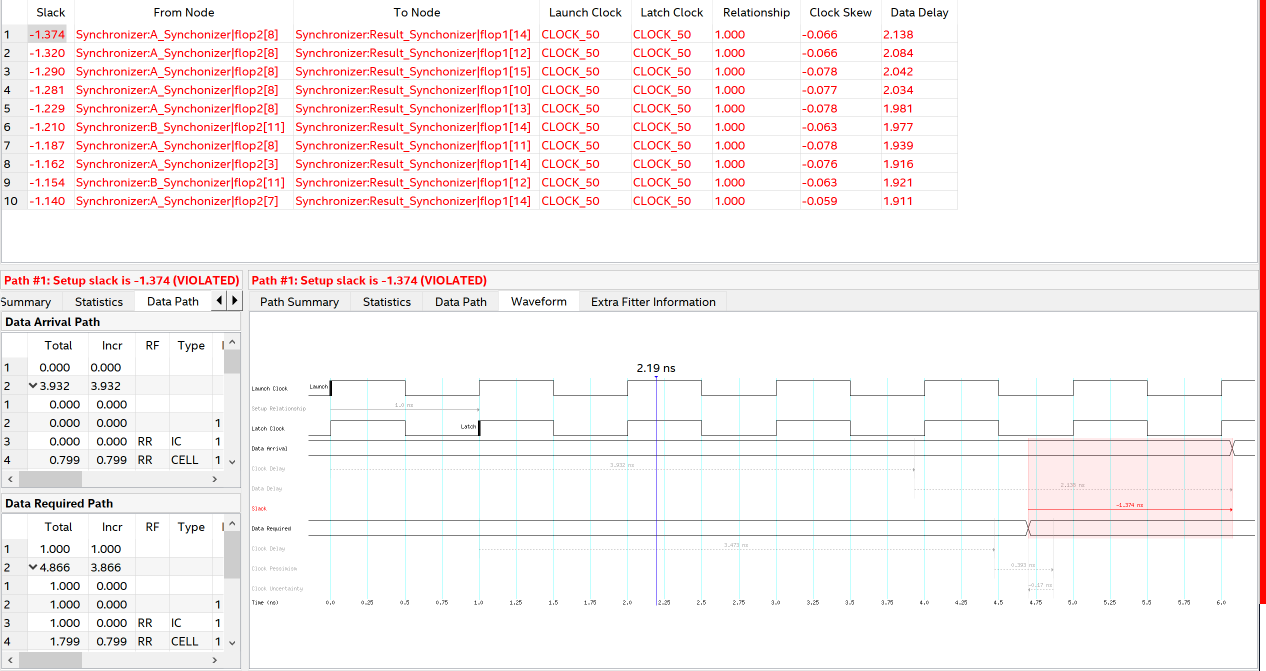 Slack From Node To Node Launch Clock Latch Clock Relationship Clock Skew Data Delay
1 -1.374 Synchronizer:A_Synchonizer|flop2[8] Synchronizer:Result_Synchonizer|flop1[14] CLOCK_50 CLOCK_50 1.000 -0.066 2.138
2 -1.320 Synchronizer:A_Synchonizer|flop2[8] Synchronizer:Result_Synchonizer|flop1[12] CLOCK_50 CLOCK_50 1.000 -0.066 2.084
3 -1.290 Synchronizer:A_Synchonizer|flop2[8] Synchronizer:Result_Synchonizer|flop1[15] CLOCK_50 CLOCK_50 1.000 -0.078 2.042
4 -1.281 Synchronizer:A_Synchonizer|flop2[8] Synchronizer:Result_Synchonizer|flop1[10] CLOCK_50 CLOCK_50 1.000 -0.077 2.034
5 -1.229 Synchronizer:A_Synchonizer|flop2[8] Synchronizer:Result_Synchonizer|flop1[13] CLOCK_50 CLOCK_50 1.000 -0.078 1.981
6 -1.210 Synchronizer:B_Synchonizer|flop2[11] Synchronizer:Result_Synchonizer|flop1[14] CLOCK_50 CLOCK_50 1.000 -0.063 1.977
7 -1.187 Synchronizer:A_Synchonizer|flop2[8] Synchronizer:Result_Synchonizer|flop1[11] CLOCK_50 CLOCK_50 1.000 -0.078 1.939
8 -1.162 Synchronizer:A_Synchonizer|flop2[3] Synchronizer:Result_Synchonizer|flop1[14] CLOCK_50 CLOCK_50 1.000 -0.076 1.916
9 -1.154 Synchronizer:B_Synchonizer|flop2[11] Synchronizer:Result_Synchonizer|flop1[12] CLOCK_50 CLOCK_50 1.000 -0.063 1.921
10 -1.140 Synchronizer:A_Synchonizer|flop2[7] Synchronizer:Result_Synchonizer|flop1[14] CLOCK_50 CLOCK_50 1.000 -0.059 1.911
Path #1: Setup slack is -1.374 (VIOLATED)
Summary Statistics Data Path
Data Arrival Path
Total Incr RF Type
1 0.000 0.000
2 3.932 3.932
1 0.000 0.000
2 0.000 0.000 1
3 0.000 0.000 RR IC 1
4 0.799 0.799 RR CELL 1
Data Required Path
Total Incr RF Type
1 1.000 1.000
2 4.866 3.866
1 1.000 0.000
2 1.000 0.000 1
3 1.000 0.000 RR IC 1
4 1.799 0.799 RR CELL 1
Path #1: Setup slack is -1.374 (VIOLATED)
Path Summary Statistics Data Path Waveform Extra Fitter Information
2.19 ns
Launch Clock Launch
Setup Relationship 1.0 ns
Latch Clock Latch
Data Arrival
Clock Delay 3.932 ns
Data Delay 2.138 ns
Slack -1.374 ns
Data Required
Clock Delay 3.473 ns
Clock Pessimism 0.393 ns
Clock Uncertainty -0.17 ns
Time (ns) 0.0 0.25 0.5 0.75 1.0 1.25 1.5 1.75 2.0 2.25 2.5 2.75 3.0 3.25 3.5 3.75 4.0 4.25 4.5 4.75 5.0 5.25 5.5 5.75 6.0